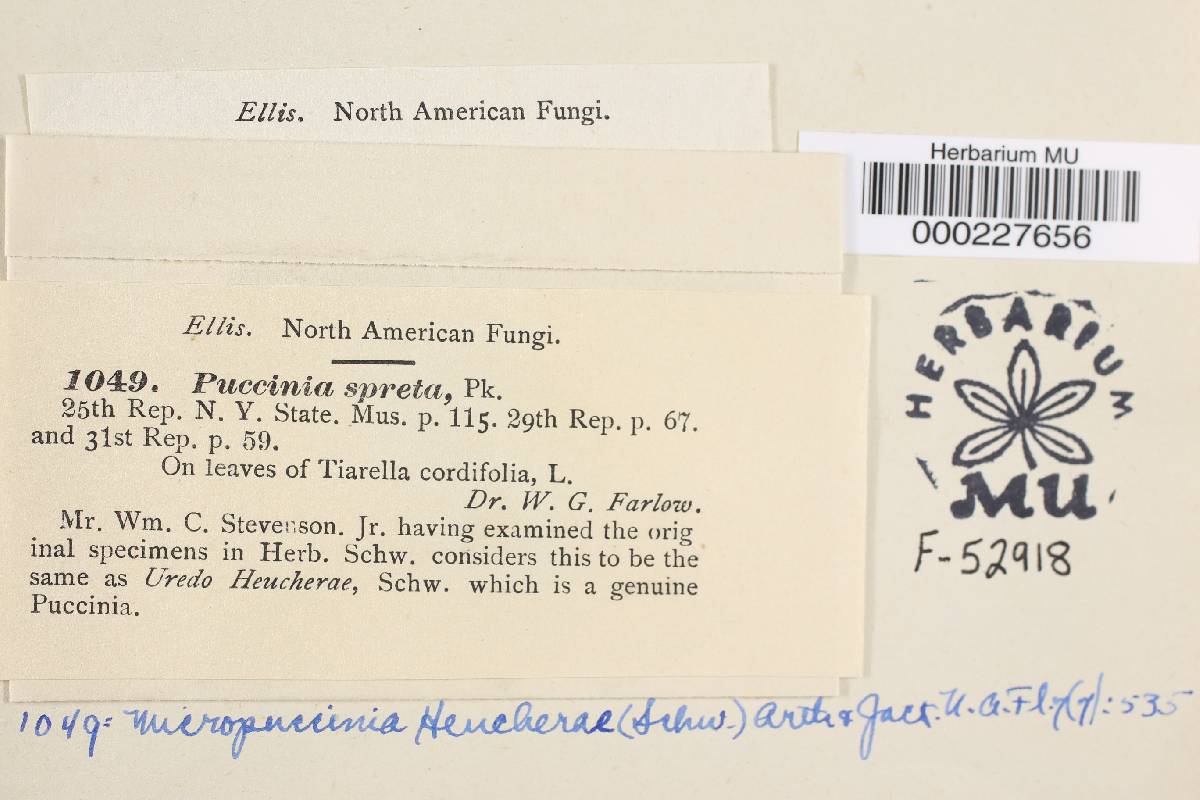 Ellis. North American Fungi.
Herbarium MU
000227656
Ellis. North American Fungi.
1049. Puccinia spreta, Pk.
25th Rep. N. Y. State. Mus. p. 115. 29th Rep. p. 67.
and 31st Rep. p. 59.
On leaves of Tiarella cordifolia, L.
Dr. W. G. Farlow.
Mr. Wm. C. Stevenson. Jr. having examined the orig
inal specimens in Herb. Schw. considers this to be the
same as Uredo Heucherae, Schw. which is a genuine
Puccinia.
HERBARIUM
MU
F-52918
1049= Micropuccinia Heucherae (Schw.) Arth & Jacs. N. A. Fl. 7(7): 535